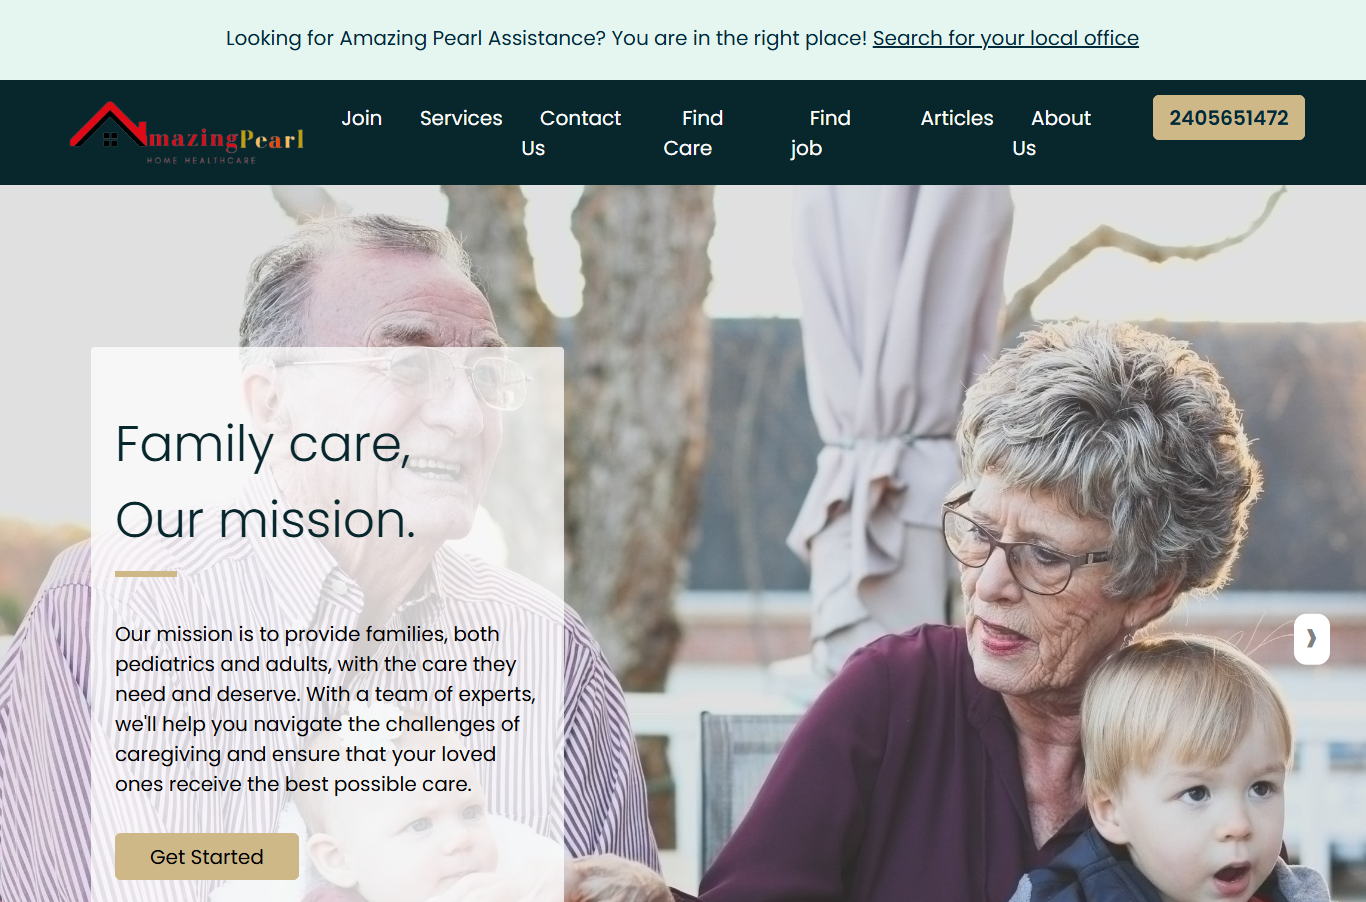 Looking for Amazing Pearl Assistance? You are in the right place! Search for your local office
mazingPearl
HOME HEALTHCARE
Join
Services
Contact
Us
Find
Care
Find
job
Articles
About
Us
2405651472
Family care,
Our mission.
Our mission is to provide families, both
pediatrics and adults, with the care they
need and deserve. With a team of experts,
we'll help you navigate the challenges of
caregiving and ensure that your loved
ones receive the best possible care.
Get Started